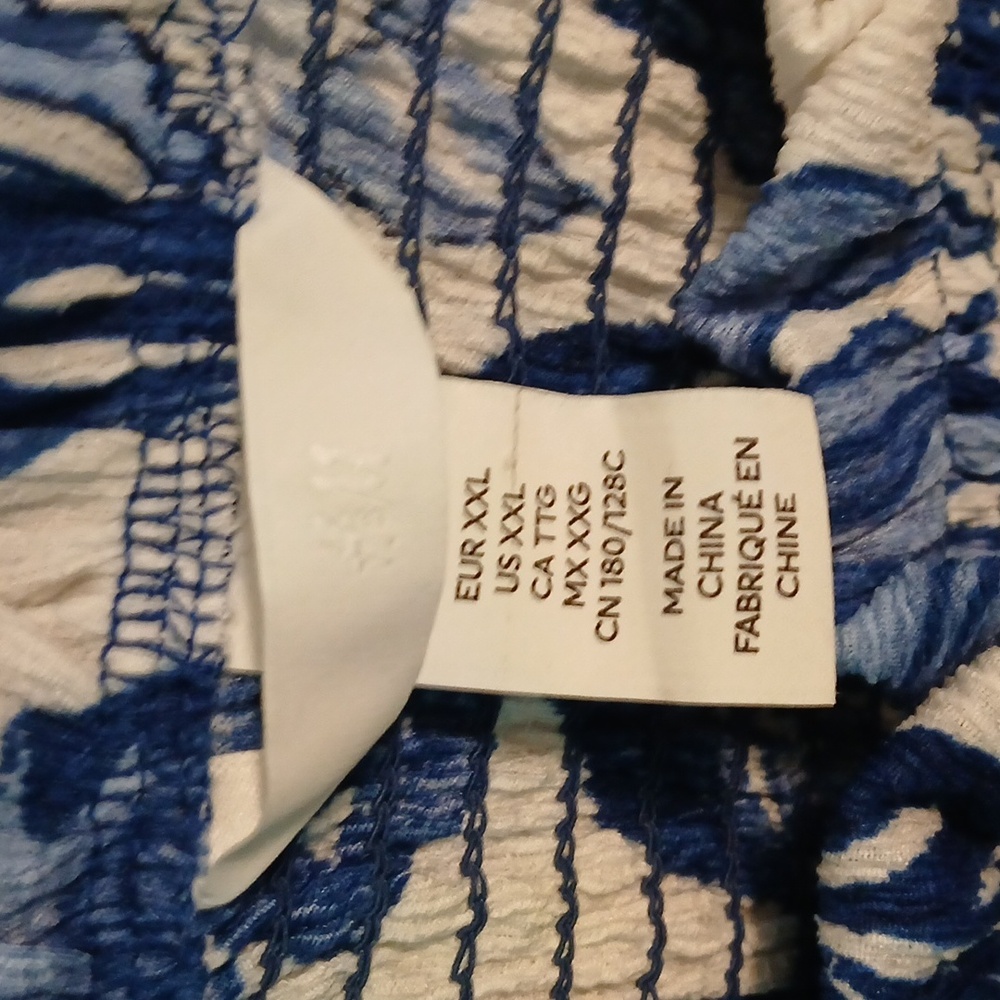 EUR XXL
US XXL
CA TTG
MX XXG
CN 180/128C
MADE IN
CHINA
FABRIQUÉ EN
CHINE